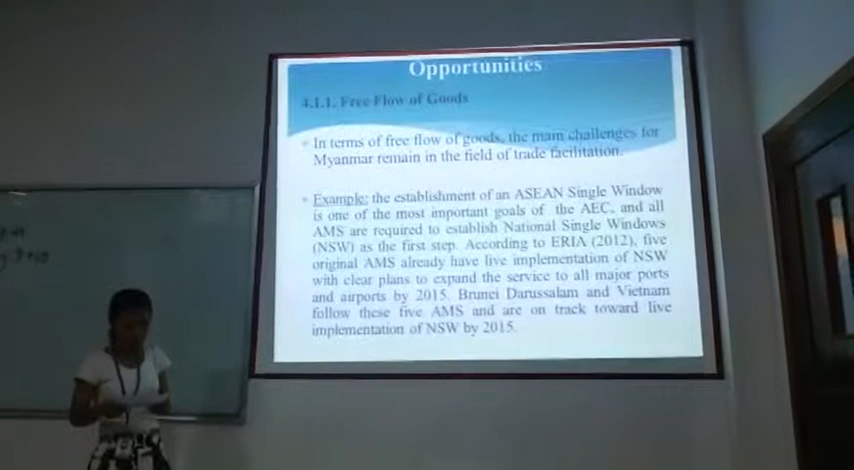 Opportunities
4.1.1. Free Flow of Goods
In terms of free flow of goods, the main challenges for
Myanmar remain in the field of trade facilitation.
Example: the establishment of an ASEAN Single Window
is one of the most important goals of the AEC, and all
AMS are required to establish National Single Windows
(NSW) as the first step. According to ERIA (2012), five
original AMS already have live implementation of NSW
with clear plans to expand the service to all major ports
and airports by 2015. Brunei Darussalam and Vietnam
follow these five AMS and are on track toward live
implementation of NSW by 2015.